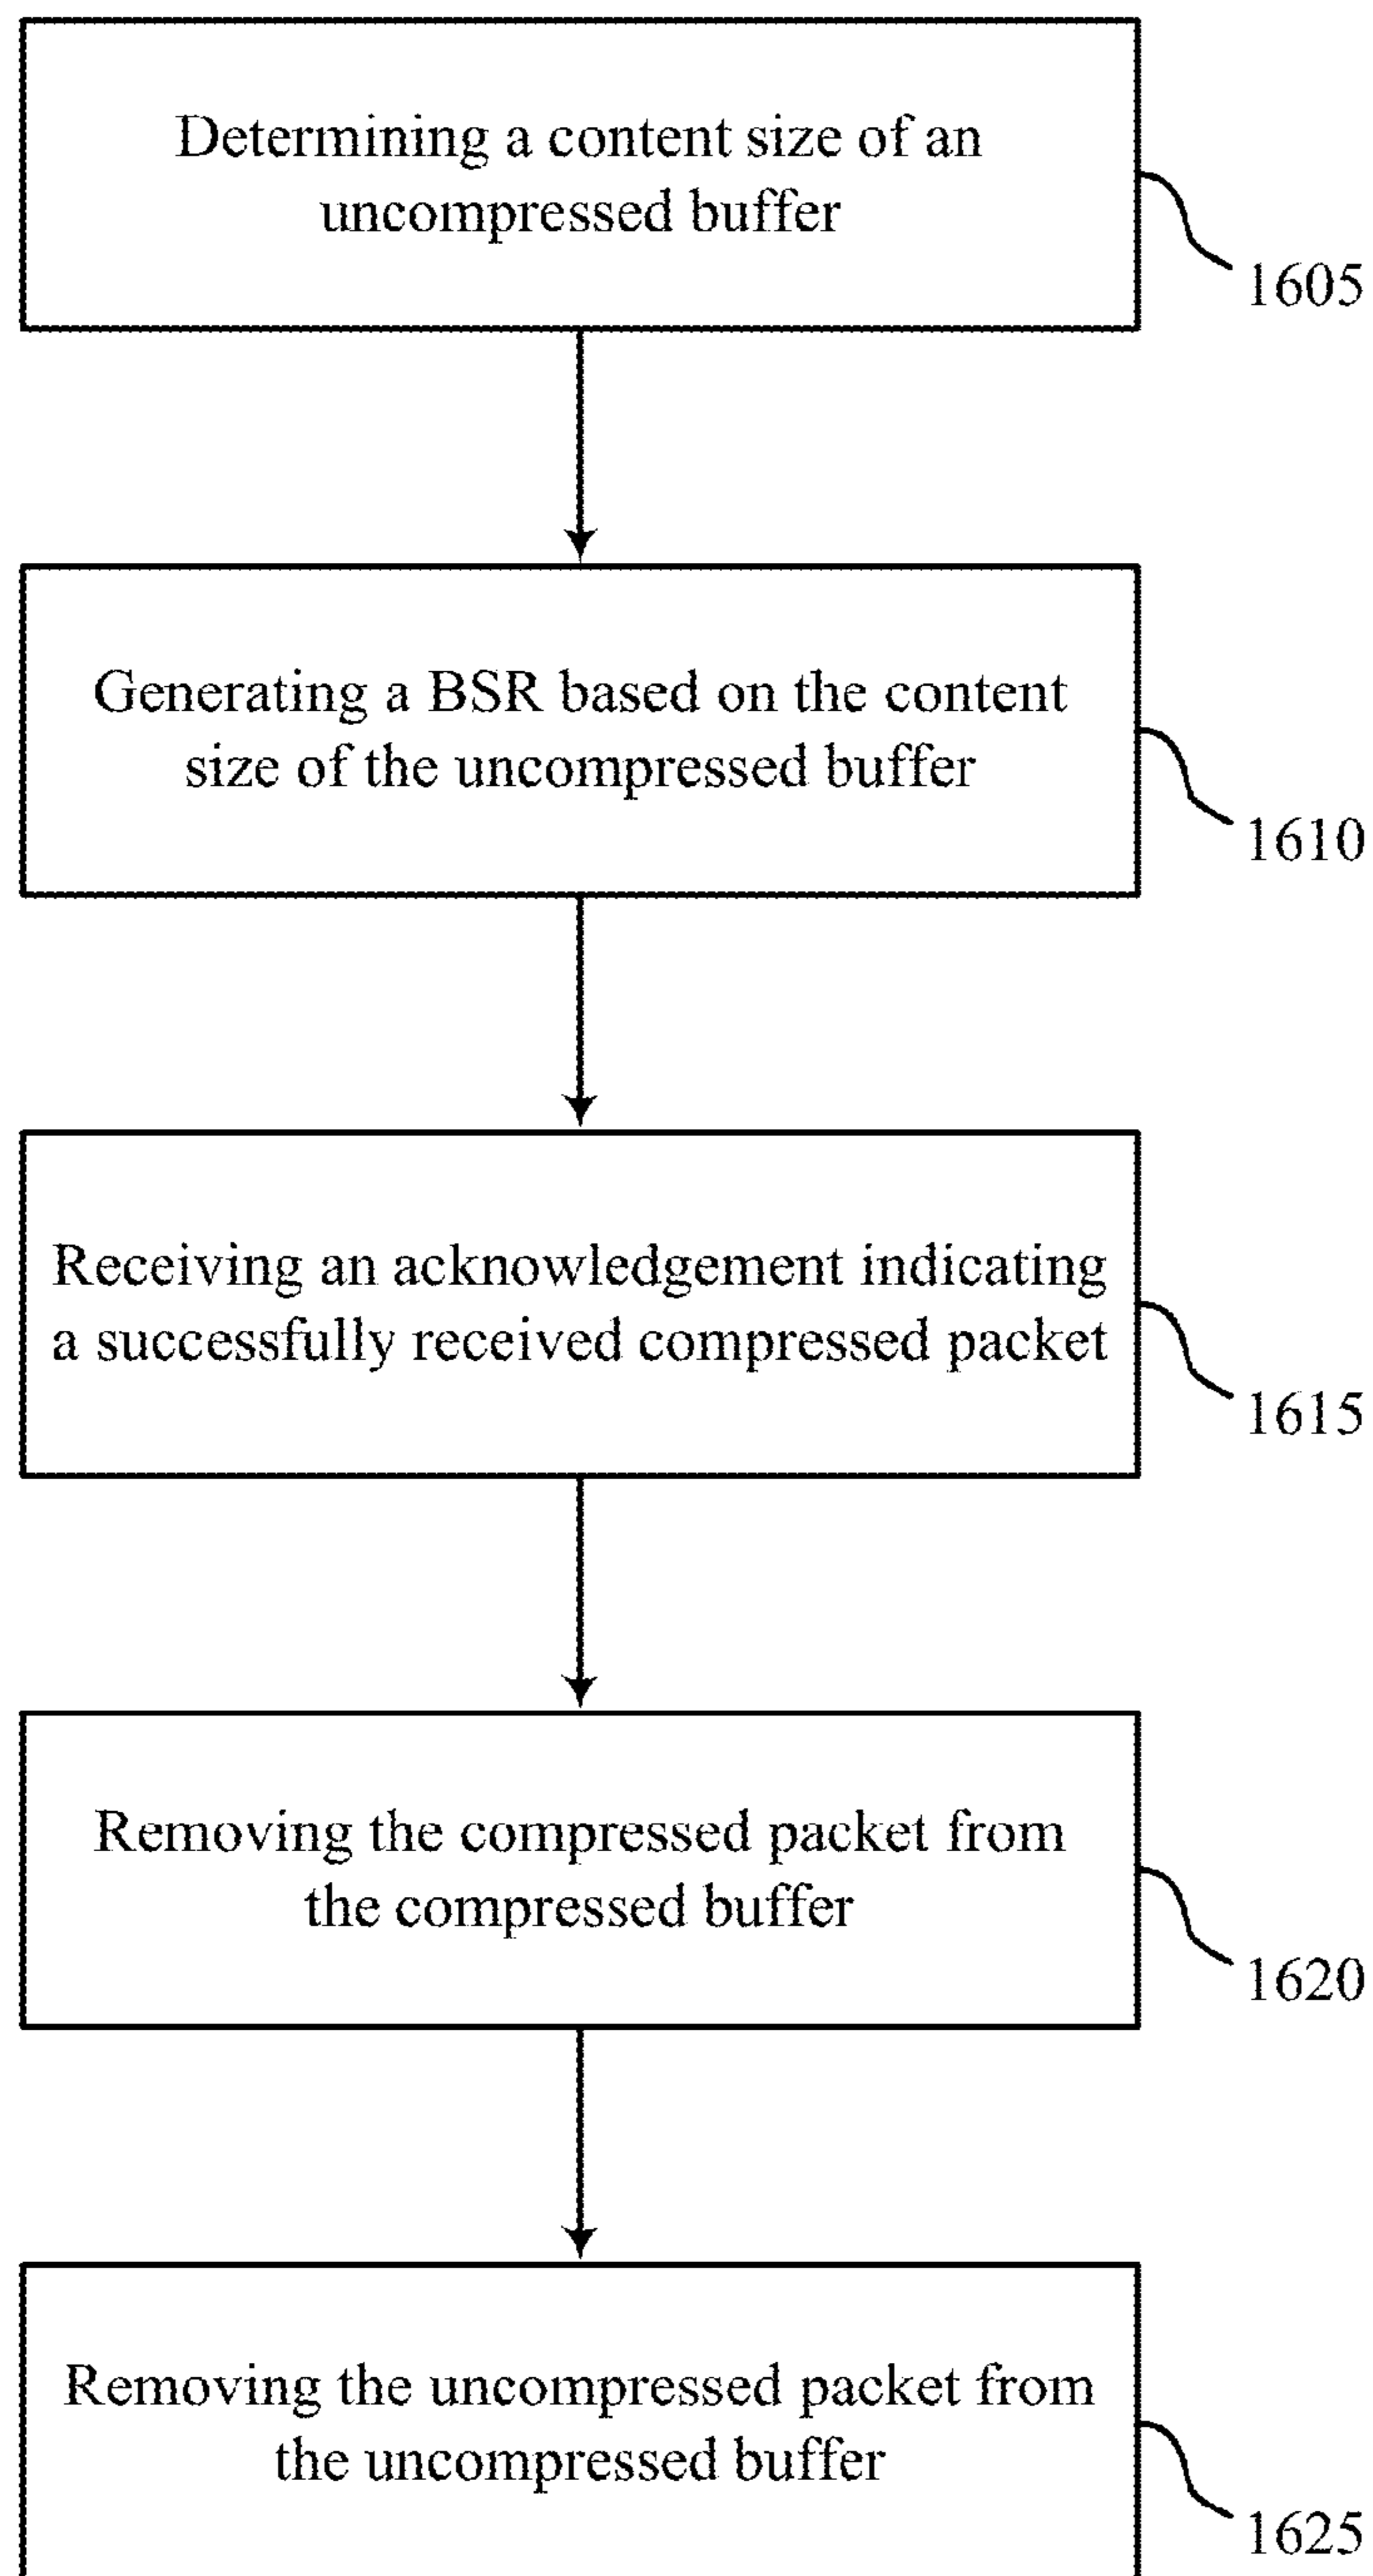 Determining a content size of an
uncompressed buffer
1605
Generating a BSR based on the content
size of the uncompressed buffer
1610
Receiving an acknowledgement indicating
a successfully received compressed packet
1615
Removing the compressed packet from
the compressed buffer
1620
Removing the uncompressed packet from
the uncompressed buffer
1625